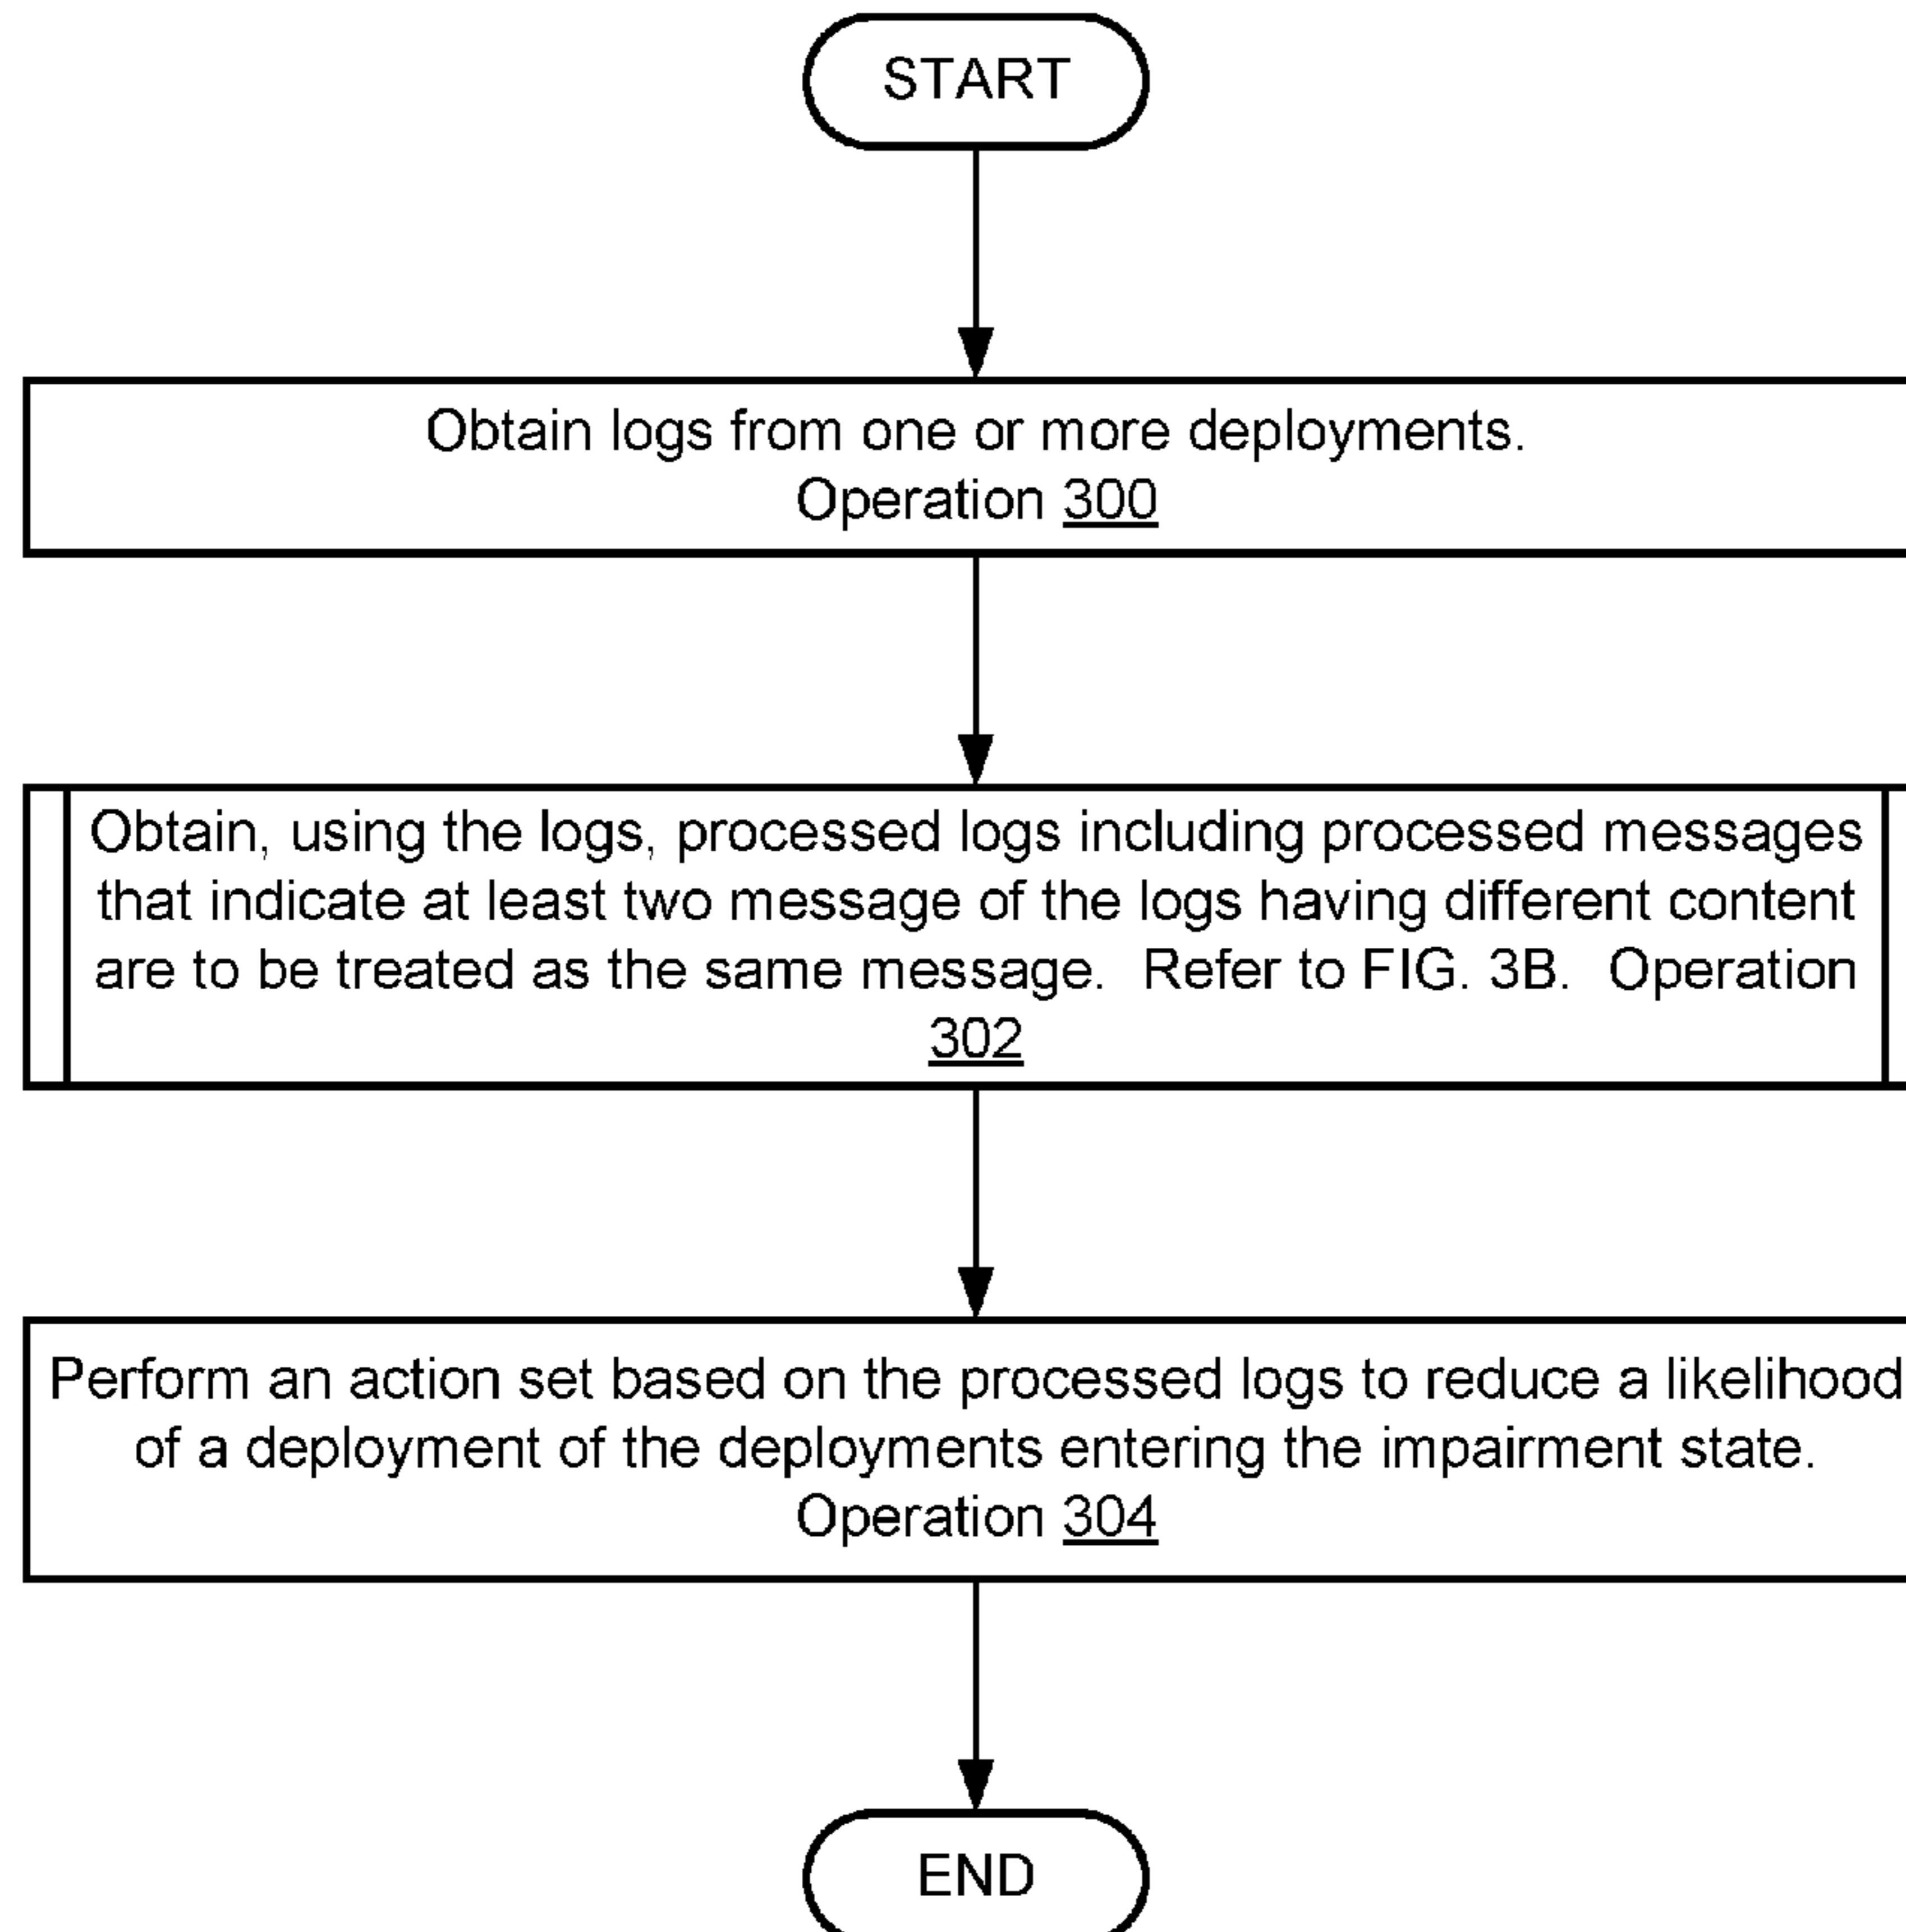 START
Obtain logs from one or more deployments.
Operation 300
Obtain, using the logs, processed logs including processed messages
that indicate at least two message of the logs having different content
are to be treated as the same message.  Refer to FIG. 3B.  Operation
302
Perform an action set based on the processed logs to reduce a likelihood
of a deployment of the deployments entering the impairment state.
Operation 304
END